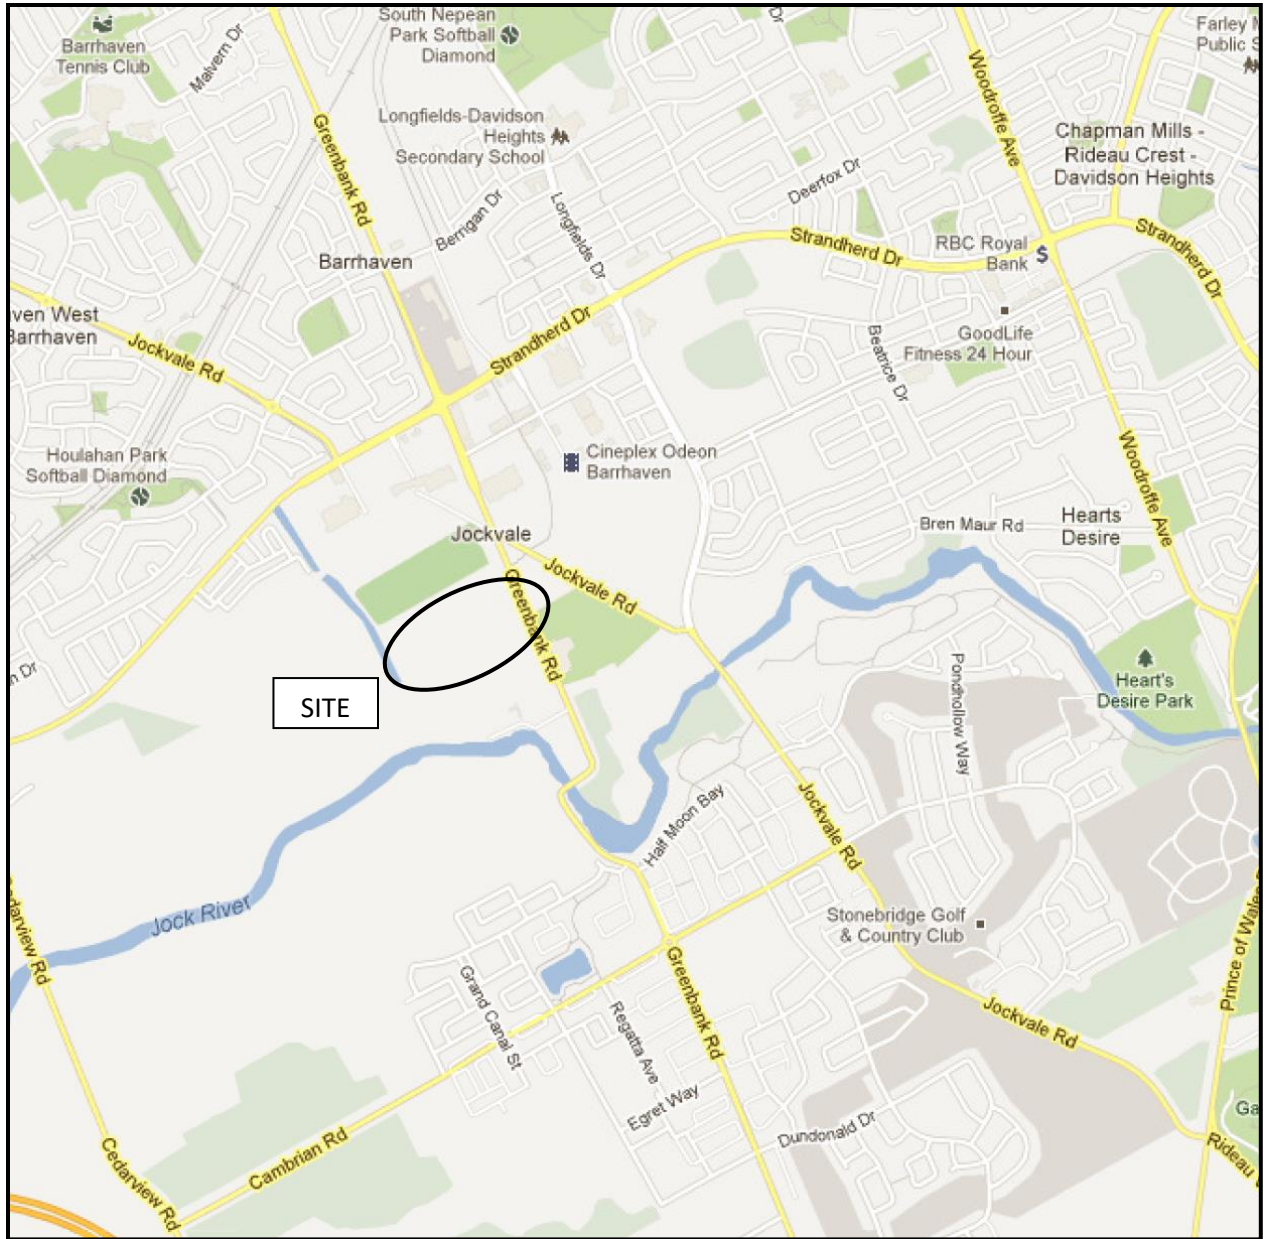 South Nepean
Park Softball
Diamond
Barrhaven
Tennis Club
Malvern Dr
Dr
Farley
Public S
Woodroffe Ave
Greenbank Rd
Longfields-Davidson
Heights
Secondary School
Chapman Mills -
Rideau Crest -
Davidson Heights
Deerfox Dr
Berrigan Dr
Longfields Dr
Strandherd Dr
RBC Royal
Bank
$
Strandherd Dr
Barrhaven
ven West
Barrhaven
Jockvale Rd
Strandherd Dr
GoodLife
Fitness 24 Hour
Beatrice Dr
Houlahan Park
Softball Diamond
Cineplex Odeon
Barrhaven
Woodroffe Ave
Jockvale
Bren Maur Rd
Hearts
Desire
Jockvale Rd
Greenbank Rd
n Dr
SITE
Pondhollow Way
Heart's
Desire Park
Half Moon Bay
Jockvale Rd
Jock River
edarview Rd
Stonebridge Golf
& Country Club
Prince of Wales
Grand Canal St
Greenbank Rd
Regatta Ave
Jockvale Rd
Egret Way
Dundonald Dr
Ga
Cambrian Rd
Cedarview Rd
Rideau